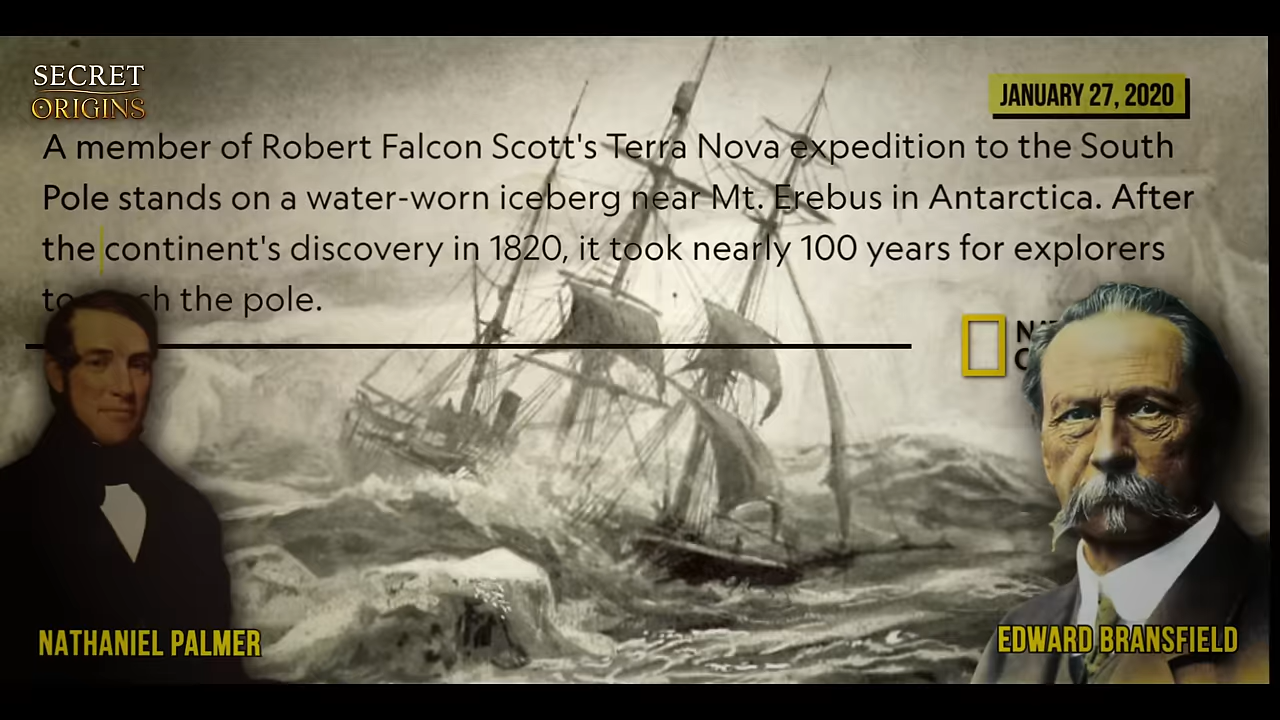 SECRET
ORIGINS
JANUARY 27, 2020
A member of Robert Falcon Scott's Terra Nova expedition to the South
Pole stands on a water-worn iceberg near Mt. Erebus in Antarctica. After
the continent's discovery in 1820, it took nearly 100 years for explorers
the pole.
NATHANIEL PALMER
EDWARD BRANSFIELD